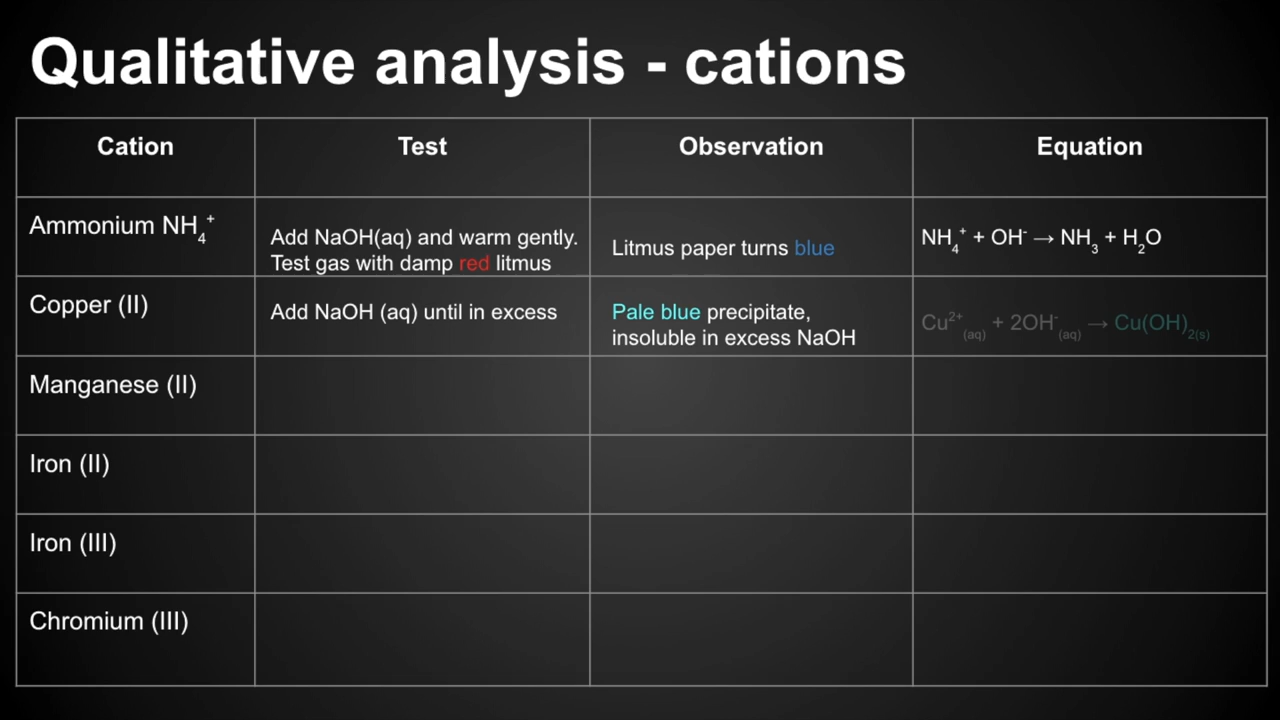 Qualitative analysis - cations
Cation Test Observation Equation
Ammonium NH₄⁺
Add NaOH(aq) and warm gently.
Test gas with damp red litmus
Litmus paper turns blue
NH₄⁺ + OH⁻ → NH₃ + H₂O
Copper (II)
Add NaOH (aq) until in excess
Pale blue precipitate,
insoluble in excess NaOH
Cu²⁺(aq) + 2OH⁻(aq) → Cu(OH)₂(s)
Manganese (II)
Iron (II)
Iron (III)
Chromium (III)